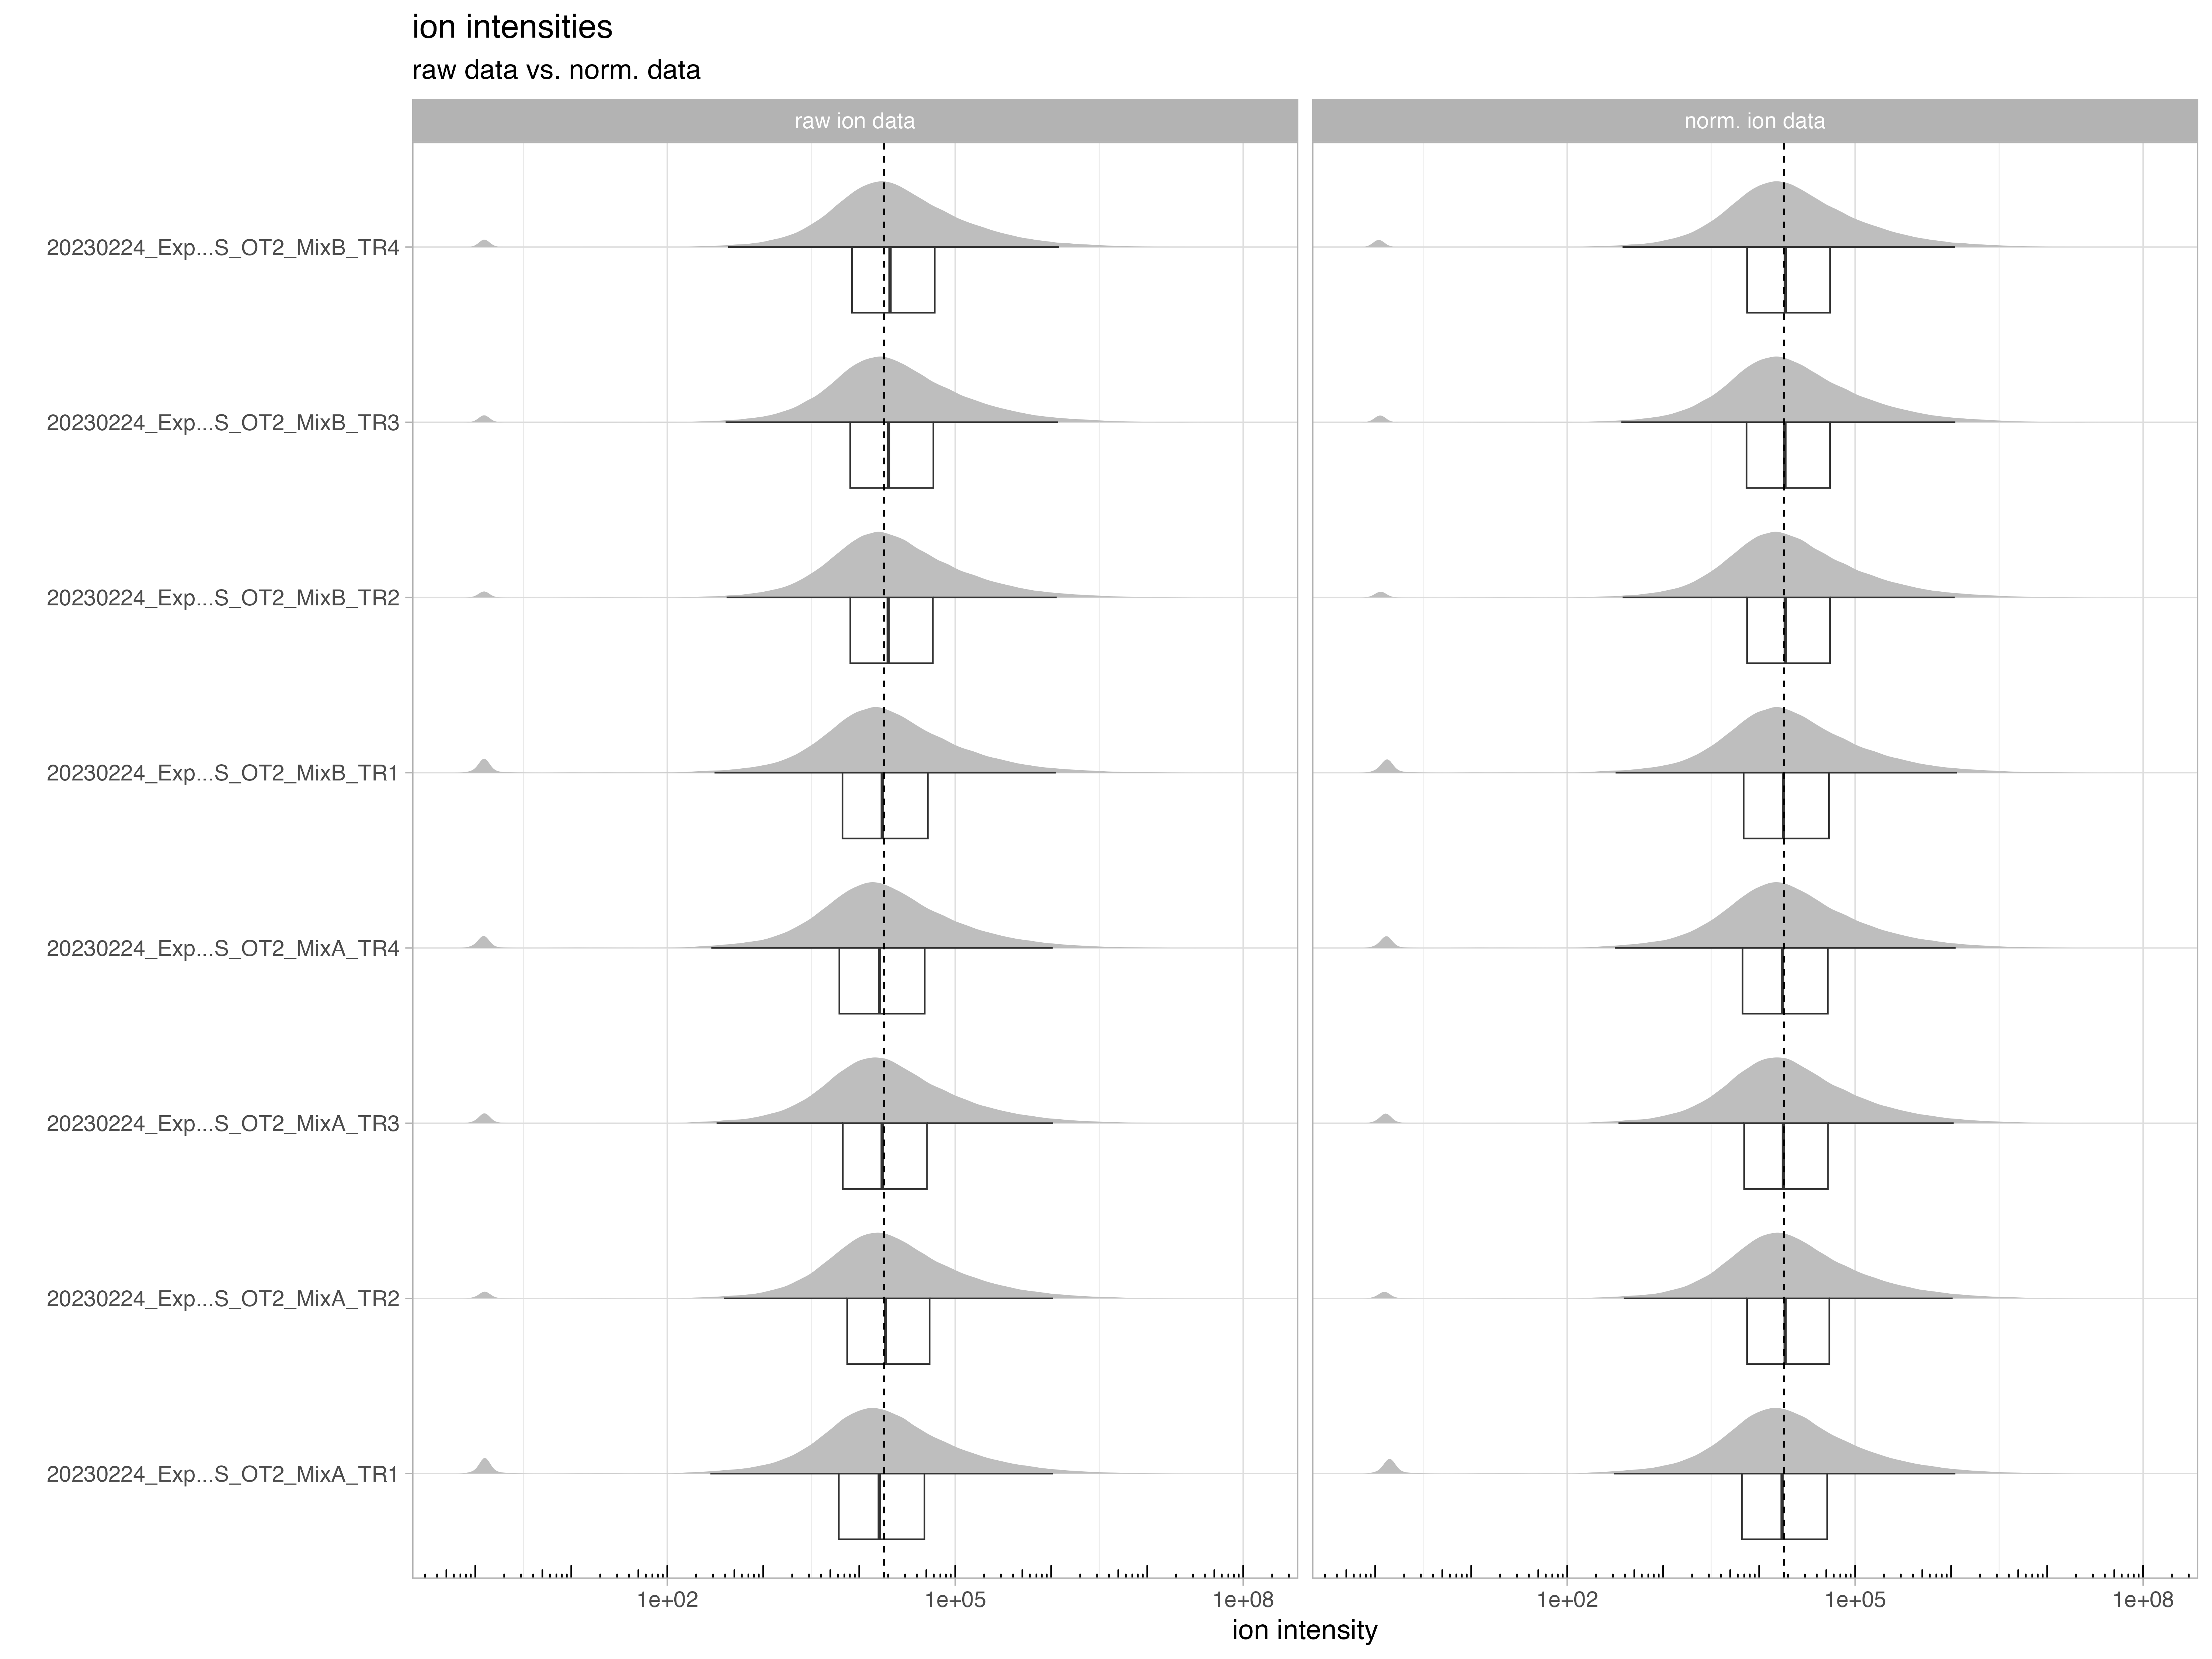 ion intensities
raw data vs. norm. data
raw ion data
norm. ion data
20230224_Exp...S_OT2_MixB_TR4
20230224_Exp...S_OT2_MixB_TR3
20230224_Exp...S_OT2_MixB_TR2
20230224_Exp...S_OT2_MixB_TR1
20230224_Exp...S_OT2_MixA_TR4
20230224_Exp...S_OT2_MixA_TR3
20230224_Exp...S_OT2_MixA_TR2
20230224_Exp...S_OT2_MixA_TR1
1e+02 1e+05 1e+08 1e+02 1e+05 1e+08
ion intensity